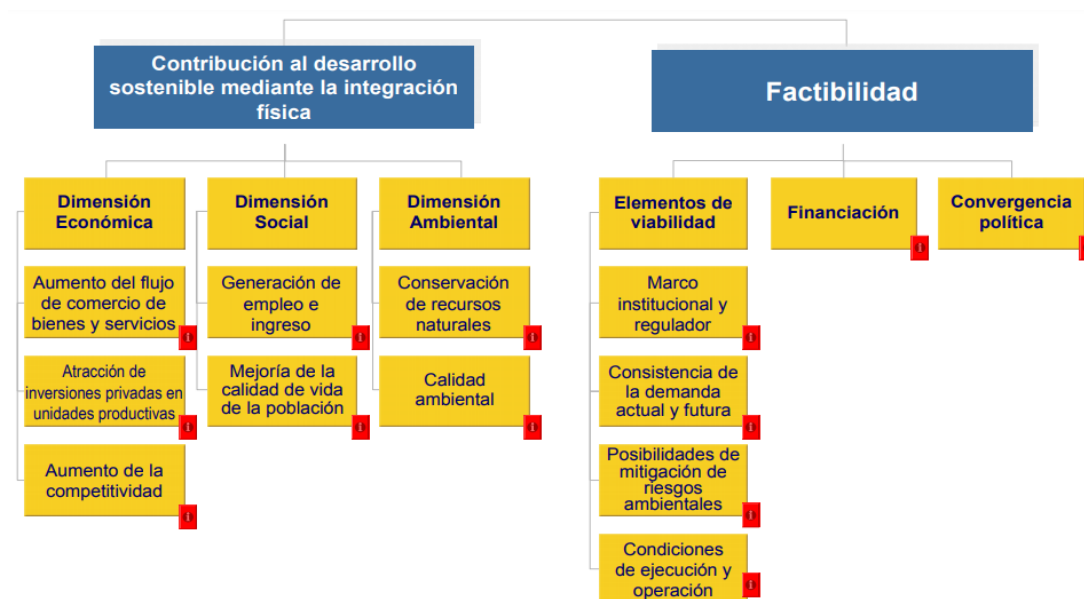 Contribución al desarrollo
sostenible mediante la integración
física
Factibilidad
Dimensión
Económica
Dimensión
Social
Dimensión
Ambiental
Elementos de
viabilidad
Financiación
Convergencia
política
Aumento del flujo
de comercio de
bienes y servicios
Generación de
empleo e
ingreso
Conservación
de recursos
naturales
Marco
institucional y
regulador
Atracción de
inversiones privadas en
unidades productivas
Mejoría de la
calidad de vida
de la población
Calidad
ambiental
Consistencia de
la demanda
actual y futura
Aumento de la
competitividad
Posibilidades de
mitigación de
riesgos
ambientales
Condiciones
de ejecución y
operación